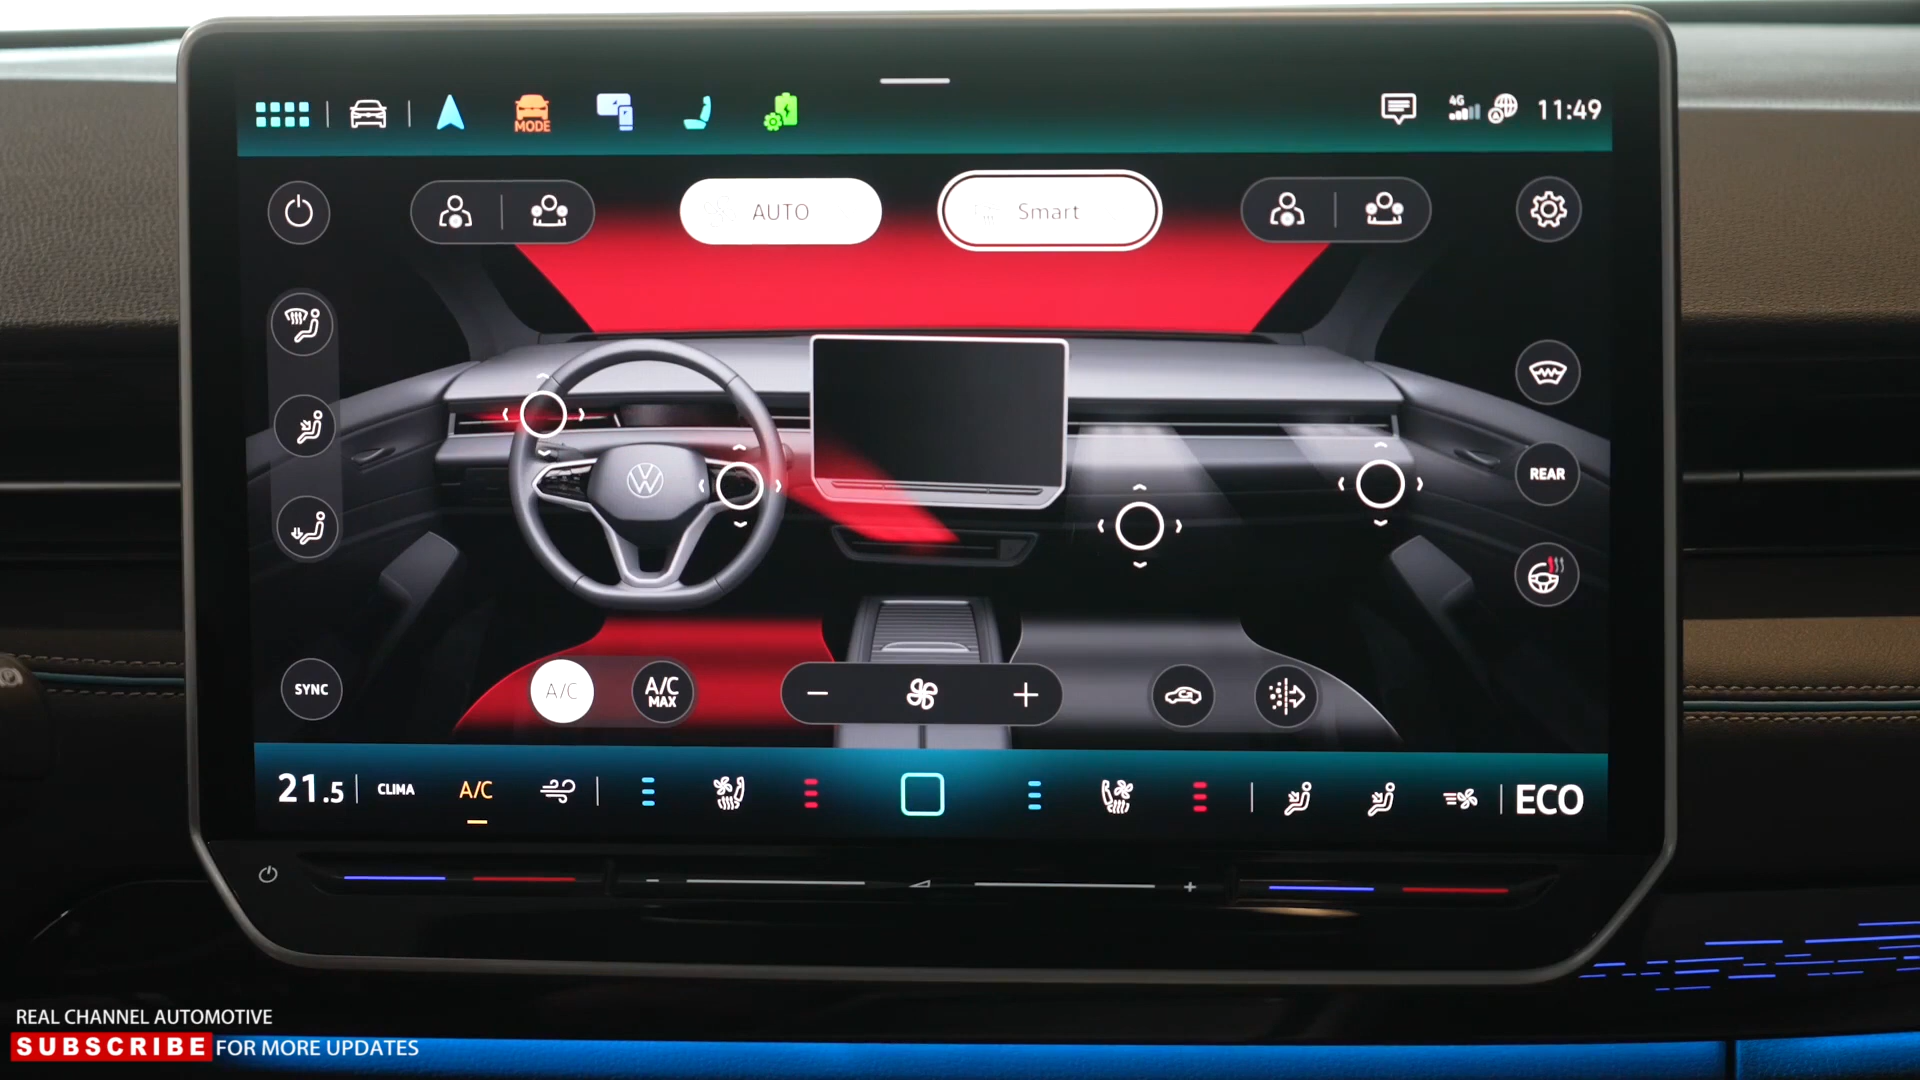 MODE
4G
11:49
AUTO
Smart
REAR
SYNC
A/C
A/C
MAX
21.5
CLIMA
A/C
ECO
REAL CHANNEL AUTOMOTIVE
SUBSCRIBE FOR MORE UPDATES